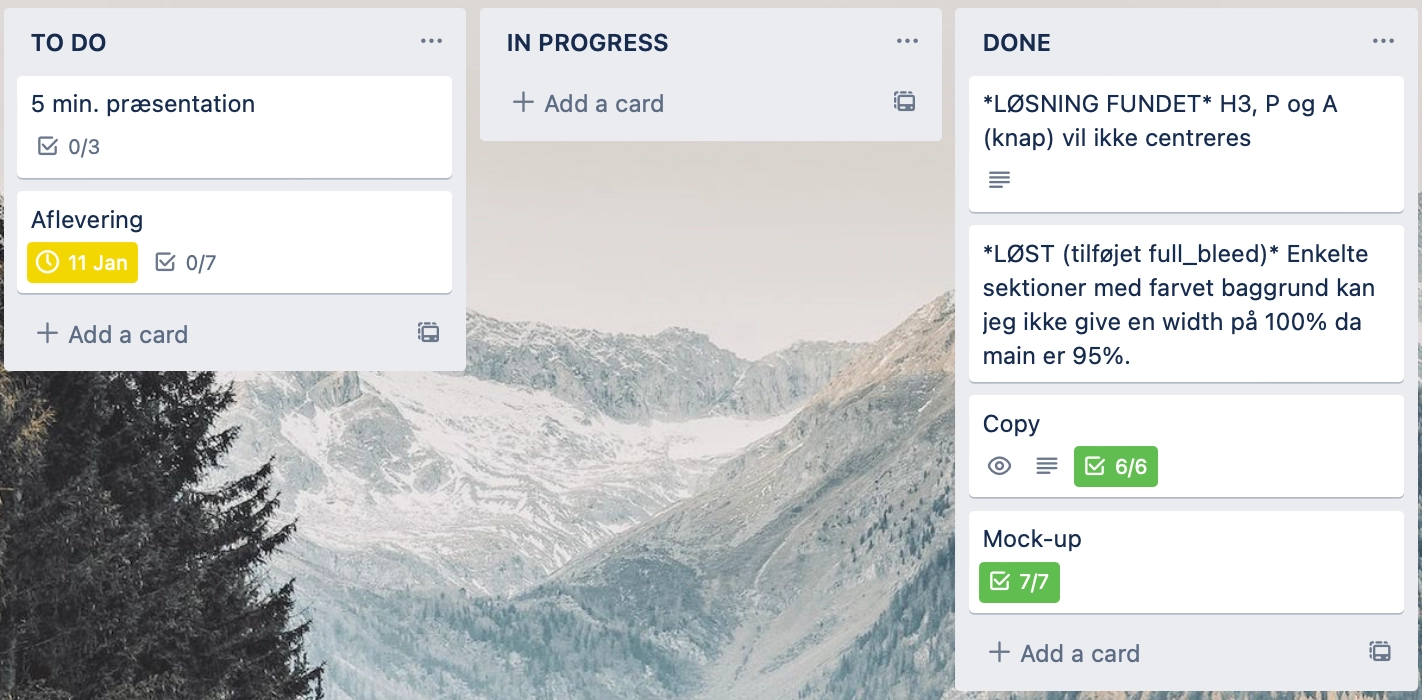 TO DO
5 min. præsentation
0/3
Aflevering
11 Jan
0/7
Add a card
IN PROGRESS
Add a card
DONE
*LØSNING FUNDET* H3, P og A
(knap) vil ikke centreres
*LØST (tilføjet full_bleed)* Enkelte
sektioner med farvet baggrund kan
jeg ikke give en width på 100% da
main er 95%.
Copy
6/6
Mock-up
7/7
Add a card